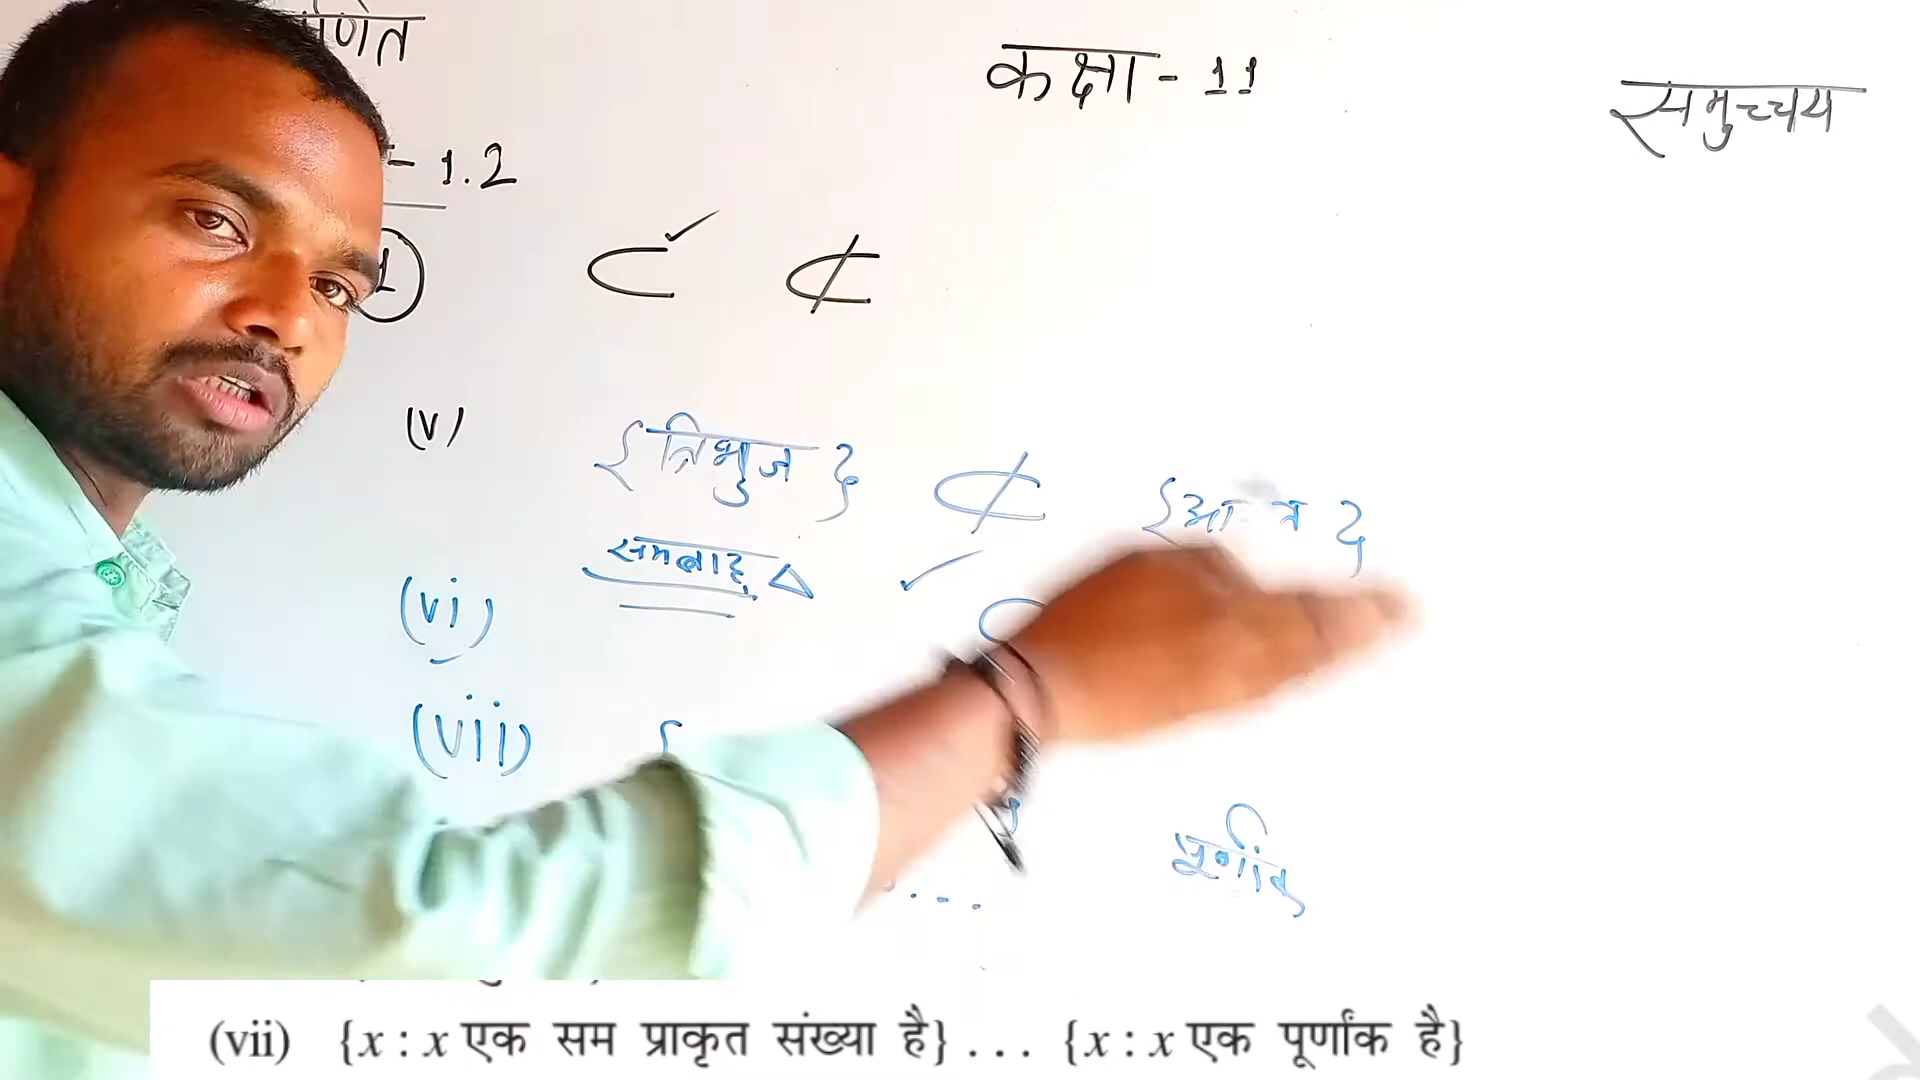 कक्षा - 11
समुच्चय
- 1.2
1 ⊂ ✓ ⊄
(v) {त्रिभुज} ⊄
समबाहु Δ ✓
(vi)
(vii) {
...
पूर्णांक
(vii) {x : x एक सम प्राकृत संख्या है} . . . {x : x एक पूर्णांक है}